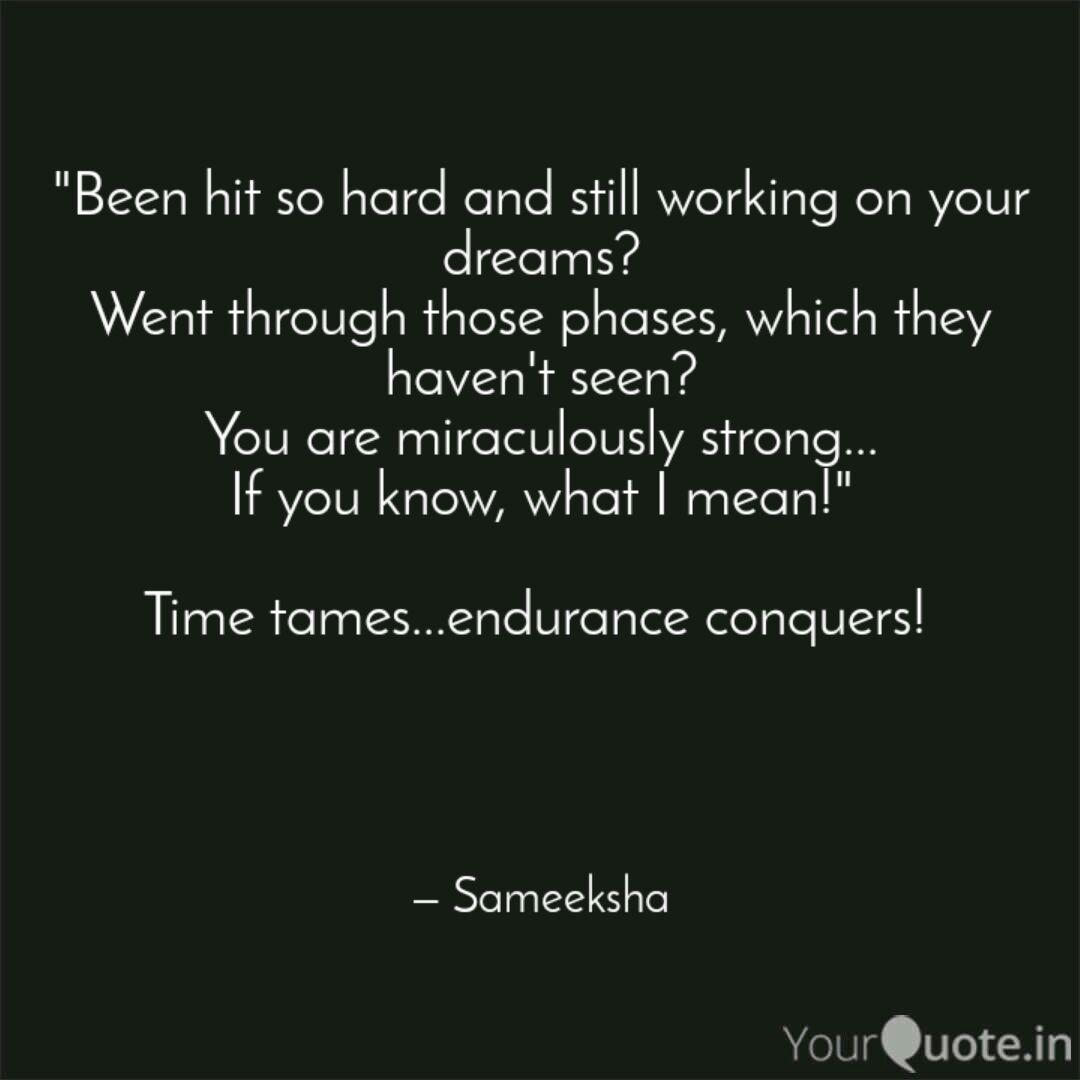 "Been hit so hard and still working on your
dreams?
Went through those phases, which they
haven't seen?
You are miraculously strong...
If you know, what I mean!"
Time tames...endurance conquers!
– Sameeksha
YourQuote.in